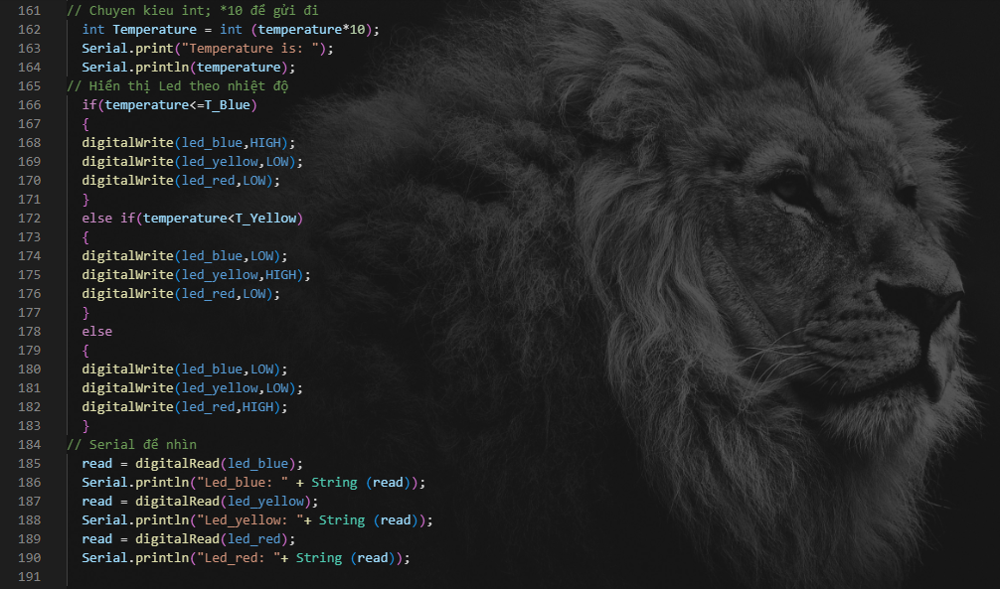 161 // Chuyen kieu int; *10 để gửi đi
162 int Temperature = int (temperature*10);
163 Serial.print("Temperature is: ");
164 Serial.println(temperature);
165 // Hiển thị Led theo nhiệt độ
166 if(temperature<=T_Blue)
167 {
168 digitalWrite(led_blue,HIGH);
169 digitalWrite(led_yellow,LOW);
170 digitalWrite(led_red,LOW);
171 }
172 else if(temperature<T_Yellow)
173 {
174 digitalWrite(led_blue,LOW);
175 digitalWrite(led_yellow,HIGH);
176 digitalWrite(led_red,LOW);
177 }
178 else
179 {
180 digitalWrite(led_blue,LOW);
181 digitalWrite(led_yellow,LOW);
182 digitalWrite(led_red,HIGH);
183 }
184 // Serial để nhìn
185 read = digitalRead(led_blue);
186 Serial.println("Led_blue: " + String (read));
187 read = digitalRead(led_yellow);
188 Serial.println("Led_yellow: "+ String (read));
189 read = digitalRead(led_red);
190 Serial.println("Led_red: "+ String (read));
191